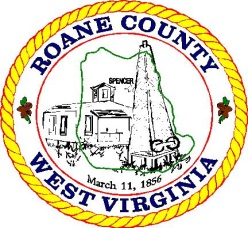 ROANE COUNTY
SPENCER
March 11, 1856
WEST VIRGINIA